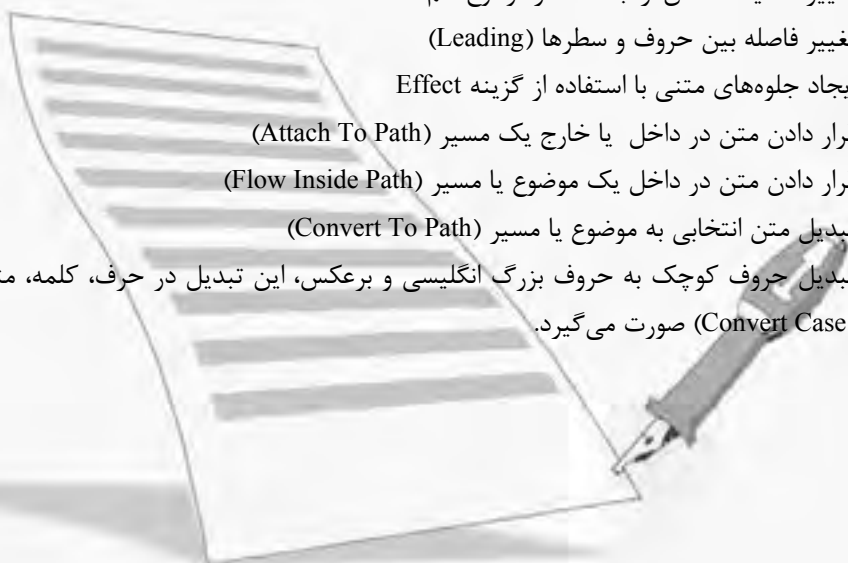 غییر فاصله بین حروف و سطرها (Leading)
یجاد جلوه‌های متنی با استفاده از گزینه Effect
رار دادن متن در داخل یا خارج یک مسیر (Attach To Path)
رار دادن متن در داخل یک موضوع یا مسیر (Flow Inside Path)
بدیل متن انتخابی به موضوع یا مسیر (Convert To Path)
بدیل حروف کوچک به حروف بزرگ انگلیسی و برعکس، این تبدیل در حرف، کلمه،
Convert Case) صورت می‌گیرد.